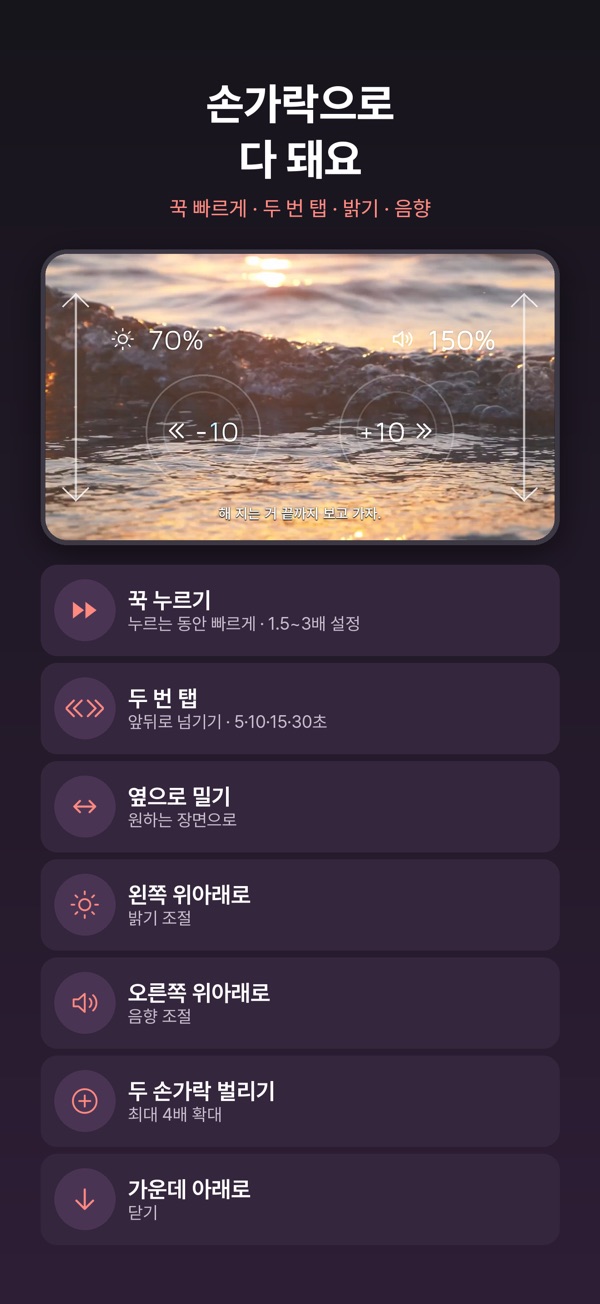 손가락으로
다 돼요
꾹 빠르게 · 두 번 탭 · 밝기 · 음향
70%
150%
-10
+10
해 지는 거 끝까지 보고 가자.
꾹 누르기
누르는 동안 빠르게 · 1.5~3배 설정
두 번 탭
앞뒤로 넘기기 · 5·10·15·30초
옆으로 밀기
원하는 장면으로
왼쪽 위아래로
밝기 조절
오른쪽 위아래로
음향 조절
두 손가락 벌리기
최대 4배 확대
가운데 아래로
닫기